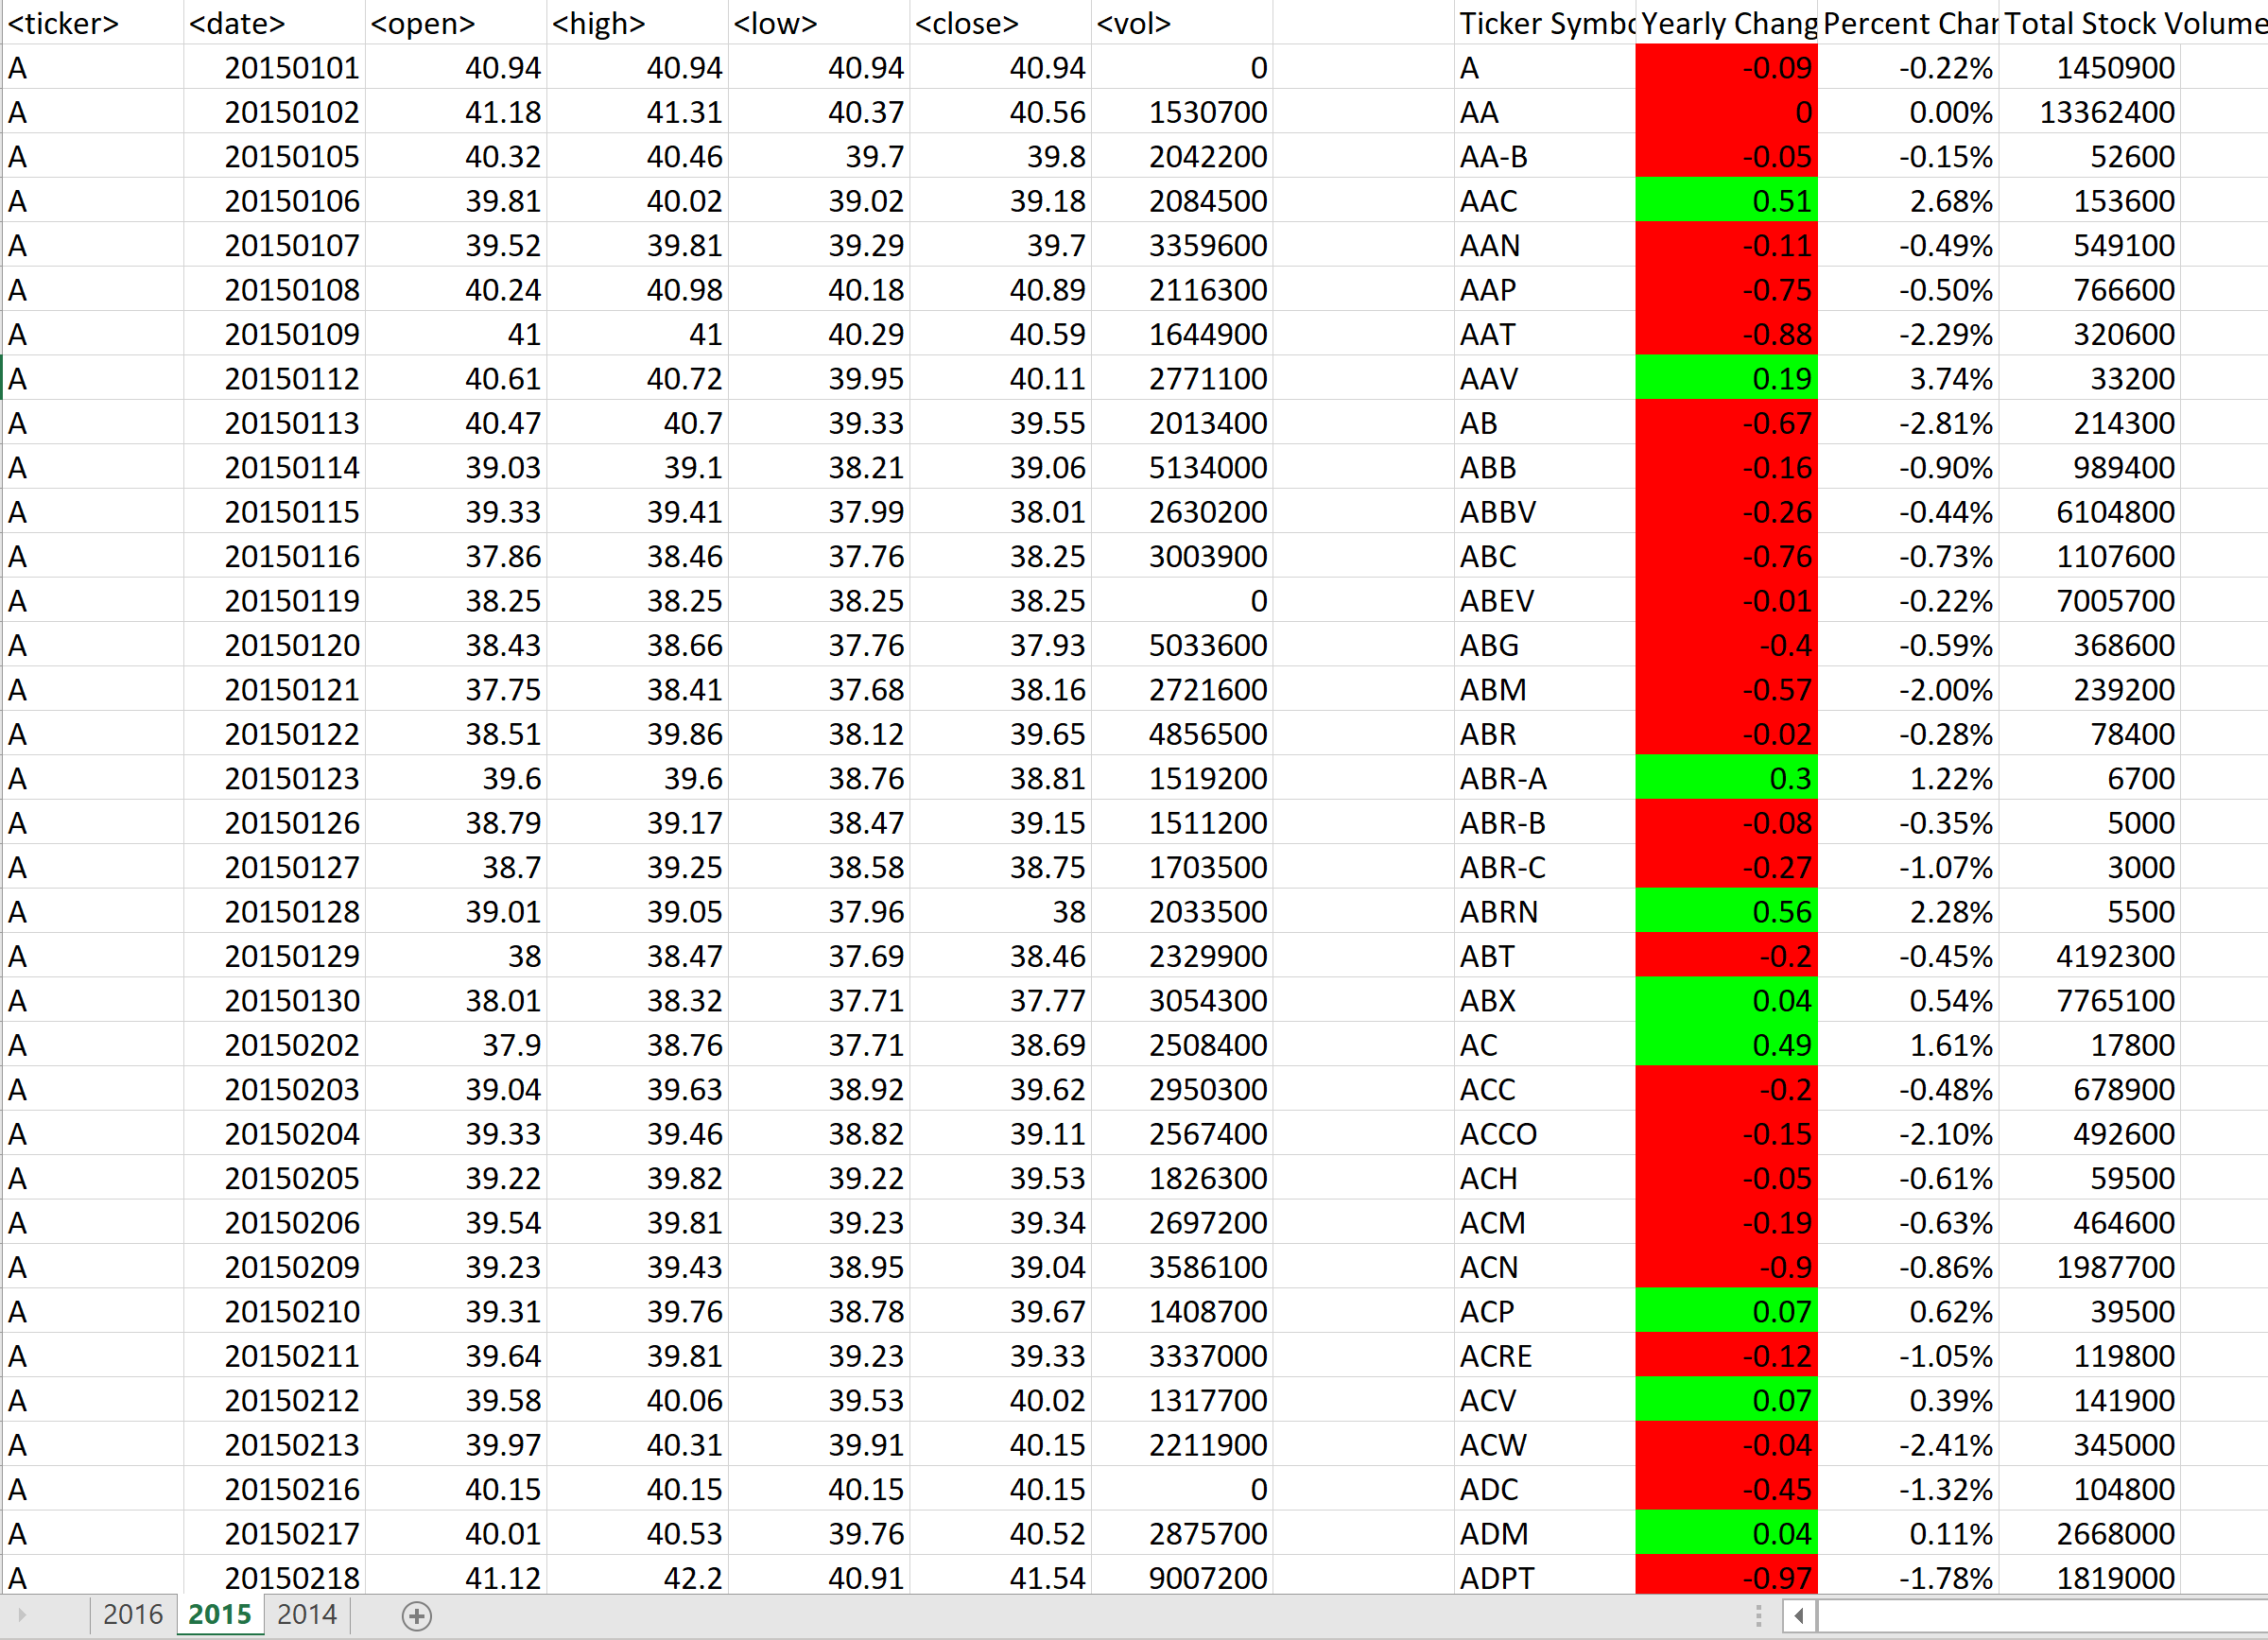 <ticker> <date> <open> <high> <low> <close> <vol> Ticker Symbo Yearly Chang Percent Char Total Stock Volume
A 20150101 40.94 40.94 40.94 40.94 0 A -0.09 -0.22% 1450900
A 20150102 41.18 41.31 40.37 40.56 1530700 AA 0 0.00% 13362400
A 20150105 40.32 40.46 39.7 39.8 2042200 AA-B -0.05 -0.15% 52600
A 20150106 39.81 40.02 39.02 39.18 2084500 AAC 0.51 2.68% 153600
A 20150107 39.52 39.81 39.29 39.7 3359600 AAN -0.11 -0.49% 549100
A 20150108 40.24 40.98 40.18 40.89 2116300 AAP -0.75 -0.50% 766600
A 20150109 41 41 40.29 40.59 1644900 AAT -0.88 -2.29% 320600
A 20150112 40.61 40.72 39.95 40.11 2771100 AAV 0.19 3.74% 33200
A 20150113 40.47 40.7 39.33 39.55 2013400 AB -0.67 -2.81% 214300
A 20150114 39.03 39.1 38.21 39.06 5134000 ABB -0.16 -0.90% 989400
A 20150115 39.33 39.41 37.99 38.01 2630200 ABBV -0.26 -0.44% 6104800
A 20150116 37.86 38.46 37.76 38.25 3003900 ABC -0.76 -0.73% 1107600
A 20150119 38.25 38.25 38.25 38.25 0 ABEV -0.01 -0.22% 7005700
A 20150120 38.43 38.66 37.76 37.93 5033600 ABG -0.4 -0.59% 368600
A 20150121 37.75 38.41 37.68 38.16 2721600 ABM -0.57 -2.00% 239200
A 20150122 38.51 39.86 38.12 39.65 4856500 ABR -0.02 -0.28% 78400
A 20150123 39.6 39.6 38.76 38.81 1519200 ABR-A 0.3 1.22% 6700
A 20150126 38.79 39.17 38.47 39.15 1511200 ABR-B -0.08 -0.35% 5000
A 20150127 38.7 39.25 38.58 38.75 1703500 ABR-C -0.27 -1.07% 3000
A 20150128 39.01 39.05 37.96 38 2033500 ABRN 0.56 2.28% 5500
A 20150129 38 38.47 37.69 38.46 2329900 ABT -0.2 -0.45% 4192300
A 20150130 38.01 38.32 37.71 37.77 3054300 ABX 0.04 0.54% 7765100
A 20150202 37.9 38.76 37.71 38.69 2508400 AC 0.49 1.61% 17800
A 20150203 39.04 39.63 38.92 39.62 2950300 ACC -0.2 -0.48% 678900
A 20150204 39.33 39.46 38.82 39.11 2567400 ACCO -0.15 -2.10% 492600
A 20150205 39.22 39.82 39.22 39.53 1826300 ACH -0.05 -0.61% 59500
A 20150206 39.54 39.81 39.23 39.34 2697200 ACM -0.19 -0.63% 464600
A 20150209 39.23 39.43 38.95 39.04 3586100 ACN -0.9 -0.86% 1987700
A 20150210 39.31 39.76 38.78 39.67 1408700 ACP 0.07 0.62% 39500
A 20150211 39.64 39.81 39.23 39.33 3337000 ACRE -0.12 -1.05% 119800
A 20150212 39.58 40.06 39.53 40.02 1317700 ACV 0.07 0.39% 141900
A 20150213 39.97 40.31 39.91 40.15 2211900 ACW -0.04 -2.41% 345000
A 20150216 40.15 40.15 40.15 40.15 0 ADC -0.45 -1.32% 104800
A 20150217 40.01 40.53 39.76 40.52 2875700 ADM 0.04 0.11% 2668000
A 20150218 41.12 42.2 40.91 41.54 9007200 ADPT -0.97 -1.78% 1819000
2016 2015 2014